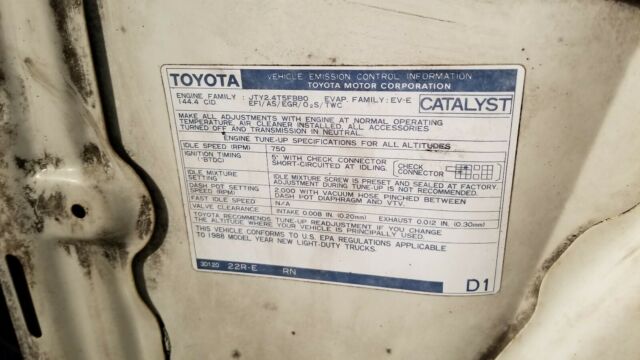 TOYOTA
VEHICLE EMISSION CONTROL INFORMATION
TOYOTA MOTOR CORPORATION
ENGINE FAMILY : JTY2.4T5FBB0 EVAP. FAMILY: EV-E
144.4 CID EFI/AS/EGR/O₂S/TWC
CATALYST
MAKE ALL ADJUSTMENTS WITH ENGINE AT NORMAL OPERATING
TEMPERATURE, AIR CLEANER INSTALLED, ALL ACCESSORIES
TURNED OFF AND TRANSMISSION IN NEUTRAL.
ENGINE TUNE-UP SPECIFICATIONS FOR ALL ALTITUDES
IDLE SPEED (RPM) 750
IGNITION TIMING (°BTDC) 5° WITH CHECK CONNECTOR
SHORT-CIRCUITED AT IDLING.
CHECK
CONNECTOR
IDLE MIXTURE SETTING IDLE MIXTURE SCREW IS PRESET AND SEALED AT FACTORY.
ADJUSTMENT DURING TUNE-UP IS NOT RECOMMENDED.
DASH POT SETTING SPEED (RPM) 2,000 WITH VACUUM HOSE PINCHED BETWEEN
DASH POT DIAPHRAGM AND VTV.
FAST IDLE SPEED N/A
VALVE CLEARANCE INTAKE 0.008 IN. (0.20mm) EXHAUST 0.012 IN. (0.30mm)
TOYOTA RECOMMENDS TUNE-UP READJUSTMENT IF YOU CHANGE
THE ALTITUDE WHERE YOUR VEHICLE IS PRINCIPALLY USED.
THIS VEHICLE CONFORMS TO U.S. EPA REGULATIONS APPLICABLE
TO 1988 MODEL YEAR NEW LIGHT-DUTY TRUCKS.
22R-E RN
D1